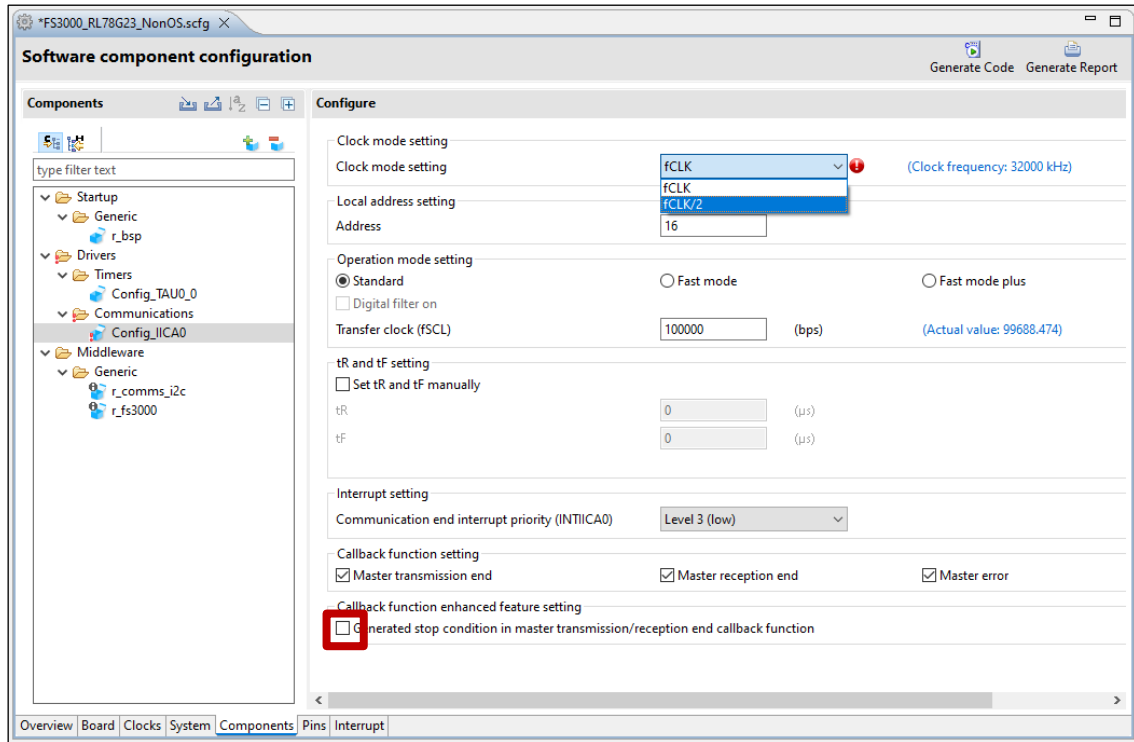 *FS3000_RL78G23_NonOS.scfg
Software component configuration
Generate Code Generate Report
Components
Configure
type filter text
Startup
Generic
r_bsp
Drivers
Timers
Config_TAU0_0
Communications
Config_IICA0
Middleware
Generic
r_comms_i2c
r_fs3000
Clock mode setting
Clock mode setting fCLK (Clock frequency: 32000 kHz)
fCLK
fCLK/2
Local address setting
Address 16
Operation mode setting
Standard Fast mode Fast mode plus
Digital filter on
Transfer clock (fSCL) 100000 (bps) (Actual value: 99688.474)
tR and tF setting
Set tR and tF manually
tR 0 (μs)
tF 0 (μs)
Interrupt setting
Communication end interrupt priority (INTIICA0) Level 3 (low)
Callback function setting
Master transmission end Master reception end Master error
Callback function enhanced feature setting
Generated stop condition in master transmission/reception end callback function
Overview Board Clocks System Components Pins Interrupt